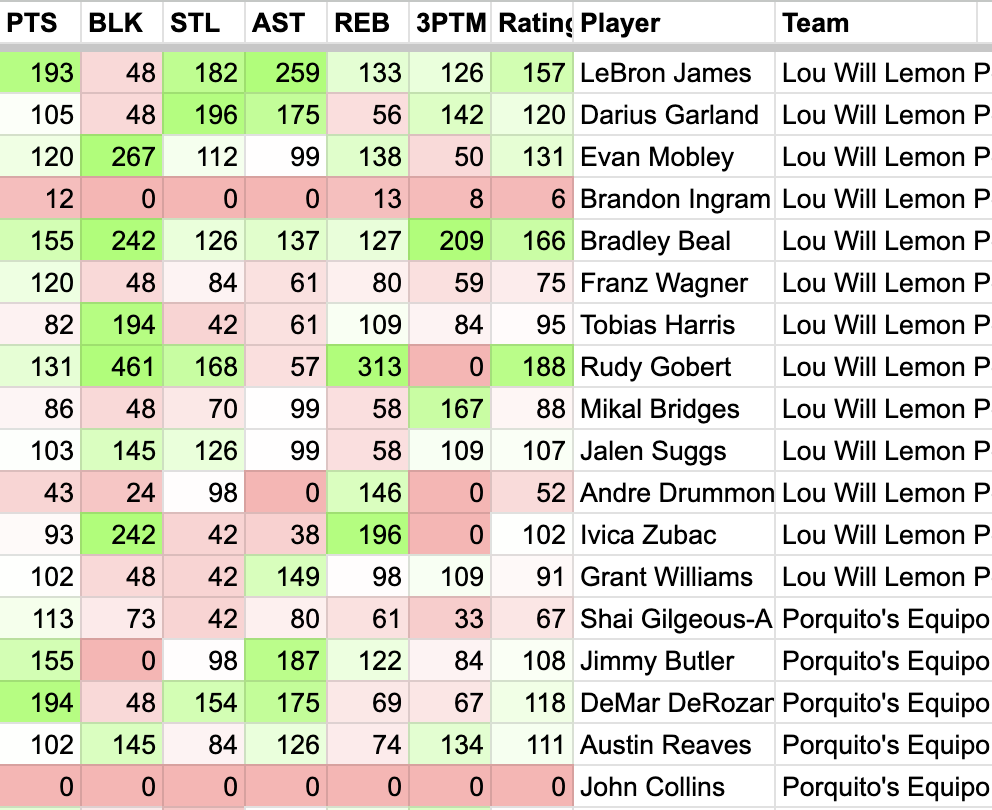 PTS BLK STL AST REB 3PTM Rating Player Team
193 48 182 259 133 126 157 LeBron James Lou Will Lemon P
105 48 196 175 56 142 120 Darius Garland Lou Will Lemon P
120 267 112 99 138 50 131 Evan Mobley Lou Will Lemon P
12 0 0 0 13 8 6 Brandon Ingram Lou Will Lemon P
155 242 126 137 127 209 166 Bradley Beal Lou Will Lemon P
120 48 84 61 80 59 75 Franz Wagner Lou Will Lemon P
82 194 42 61 109 84 95 Tobias Harris Lou Will Lemon P
131 461 168 57 313 0 188 Rudy Gobert Lou Will Lemon P
86 48 70 99 58 167 88 Mikal Bridges Lou Will Lemon P
103 145 126 99 58 109 107 Jalen Suggs Lou Will Lemon P
43 24 98 0 146 0 52 Andre Drummon Lou Will Lemon P
93 242 42 38 196 0 102 Ivica Zubac Lou Will Lemon P
102 48 42 149 98 109 91 Grant Williams Lou Will Lemon P
113 73 42 80 61 33 67 Shai Gilgeous-A Porquito's Equipo
155 0 98 187 122 84 108 Jimmy Butler Porquito's Equipo
194 48 154 175 69 67 118 DeMar DeRozan Porquito's Equipo
102 145 84 126 74 134 111 Austin Reaves Porquito's Equipo
0 0 0 0 0 0 0 John Collins Porquito's Equipo